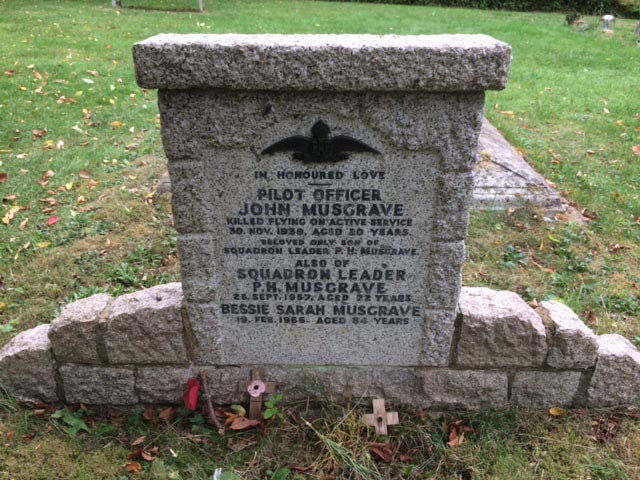 IN HONOURED LOVE
PILOT OFFICER
JOHN MUSGRAVE
KILLED FLYING ON ACTIVE SERVICE
30. NOV. 1939. AGED 20 YEARS.
BELOVED ONLY SON OF
SQUADRON LEADER P. H. MUSGRAVE.
ALSO OF
SQUADRON LEADER
P. H. MUSGRAVE
25. SEPT. 1957. AGED 72 YEARS.
BESSIE SARAH MUSGRAVE
19. FEB. 1966. AGED 84 YEARS